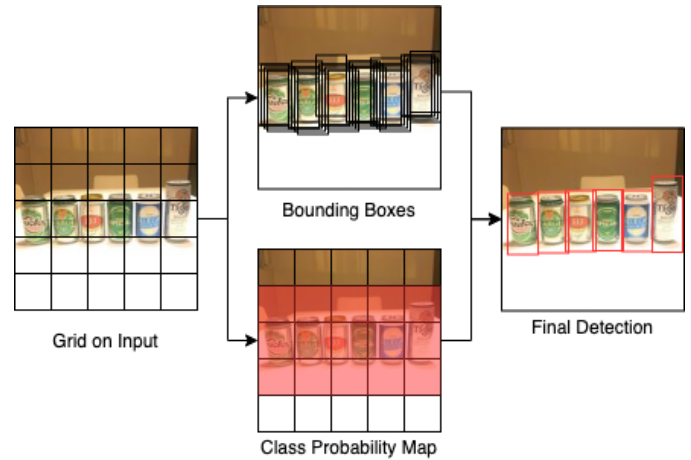 Grid on Input
Bounding Boxes
Class Probability Map
Final Detection